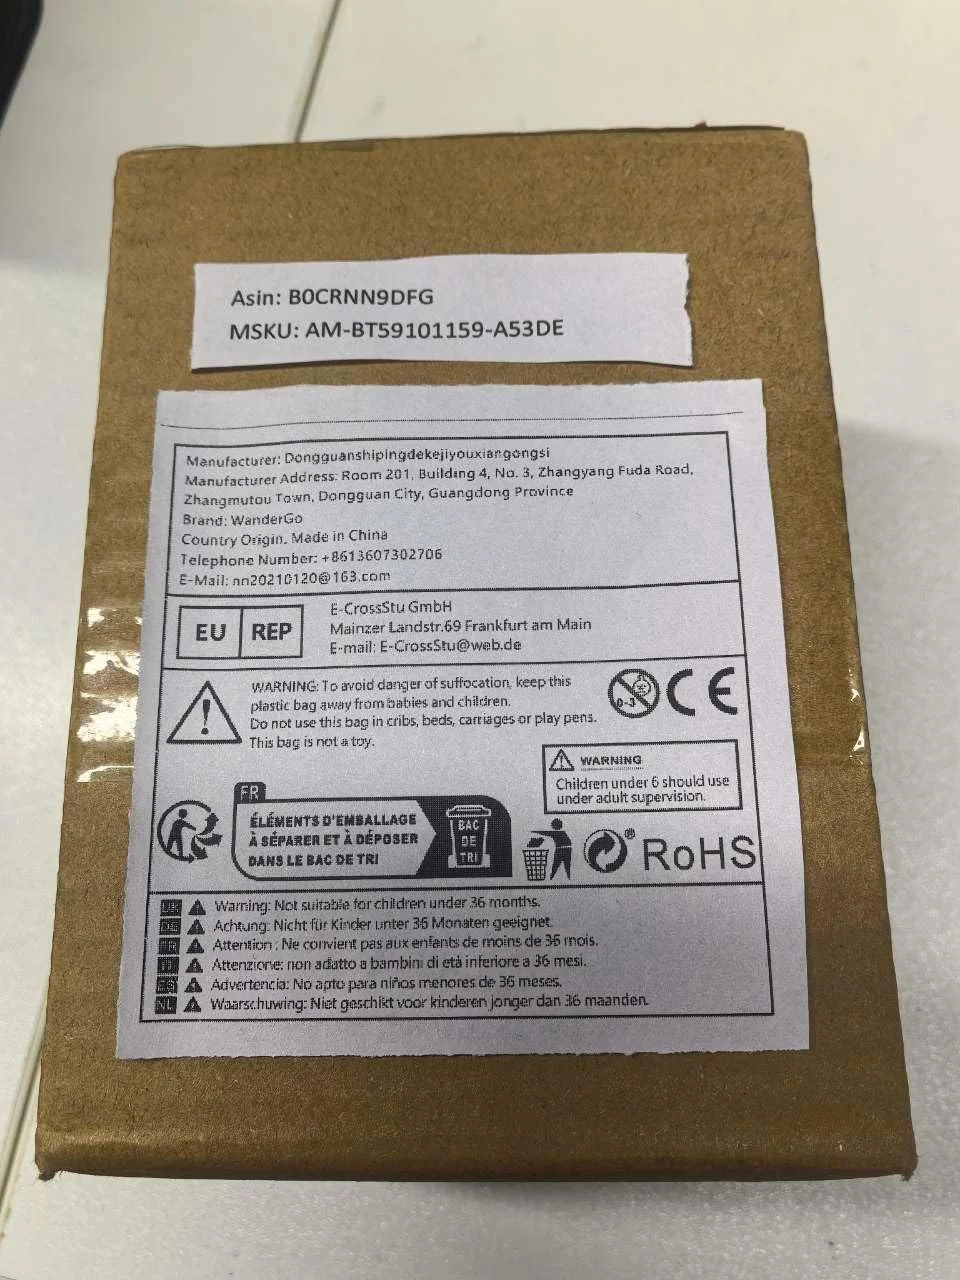 Asin: B0CRNN9DFG
MSKU: AM-BT59101159-A53DE
Manufacturer: Dongguanshipingdekejiyouxiangongsi
Manufacturer Address: Room 201, Building 4, No. 3, Zhangyang Fuda Road,
Zhangmutou Town, Dongguan City, Guangdong Province
Brand: WanderGo
Country Origin. Made in China
Telephone Number: +8613607302706
E-Mail: nn20210120@163.com
EU REP
E-CrossStu GmbH
Mainzer Landstr.69 Frankfurt am Main
E-mail: E-CrossStu@web.de
WARNING: To avoid danger of suffocation, keep this
plastic bag away from babies and children.
Do not use this bag in cribs, beds, carriages or play pens.
This bag is not a toy.
0-3
CE
WARNING
Children under 6 should use
under adult supervision.
FR
ÉLÉMENTS D'EMBALLAGE
À SÉPARER ET À DÉPOSER
DANS LE BAC DE TRI
BAC
DE
TRI
® RoHS
UK Warning: Not suitable for children under 36 months.
DE Achtung: Nicht für Kinder unter 36 Monaten geeignet.
FR Attention : Ne convient pas aux enfants de moins de 36 mois.
IT Attenzione: non adatto a bambini di età inferiore a 36 mesi.
ES Advertencia: No apto para niños menores de 36 meses.
NL Waarschuwing: Niet geschikt voor kinderen jonger dan 36 maanden.